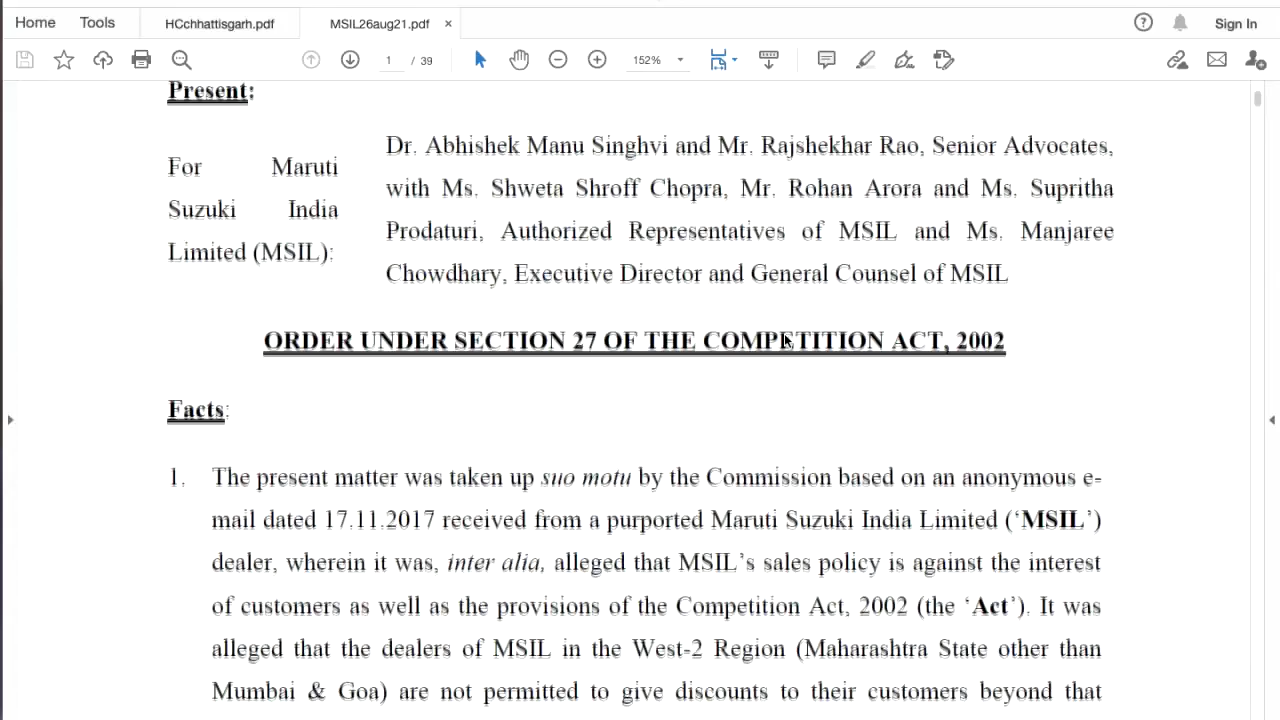 Home Tools HCchhattisgarh.pdf MSIL26aug21.pdf × Sign In
1 / 39 152%
Present:
For Maruti
Suzuki India
Limited (MSIL):
Dr. Abhishek Manu Singhvi and Mr. Rajshekhar Rao, Senior Advocates,
with Ms. Shweta Shroff Chopra, Mr. Rohan Arora and Ms. Supritha
Prodaturi, Authorized Representatives of MSIL and Ms. Manjaree
Chowdhary, Executive Director and General Counsel of MSIL
ORDER UNDER SECTION 27 OF THE COMPETITION ACT, 2002
Facts:
1. The present matter was taken up suo motu by the Commission based on an anonymous e-
mail dated 17.11.2017 received from a purported Maruti Suzuki India Limited (‘MSIL’)
dealer, wherein it was, inter alia, alleged that MSIL’s sales policy is against the interest
of customers as well as the provisions of the Competition Act, 2002 (the ‘Act’). It was
alleged that the dealers of MSIL in the West-2 Region (Maharashtra State other than
Mumbai & Goa) are not permitted to give discounts to their customers beyond that